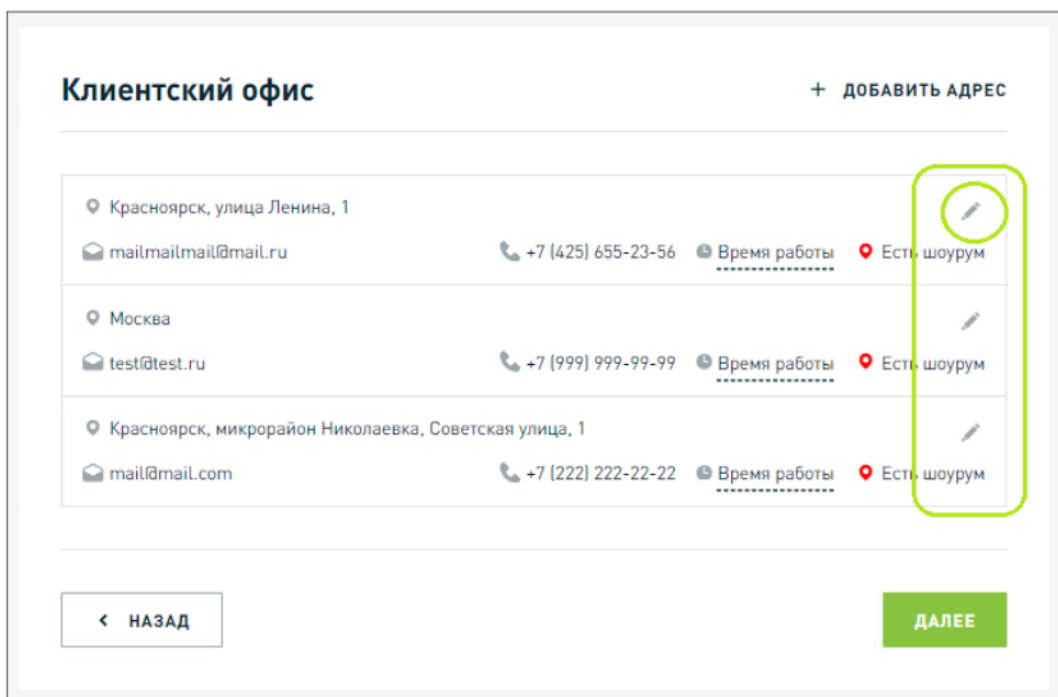 Клиентский офис
+ ДОБАВИТЬ АДРЕС
Красноярск, улица Ленина, 1
mailmailmail@mail.ru +7 (425) 655-23-56 Время работы Есть шоурум
Москва
test@test.ru +7 (999) 999-99-99 Время работы Есть шоурум
Красноярск, микрорайон Николаевка, Советская улица, 1
mail@mail.com +7 (222) 222-22-22 Время работы Есть шоурум
НАЗАД
ДАЛЕЕ